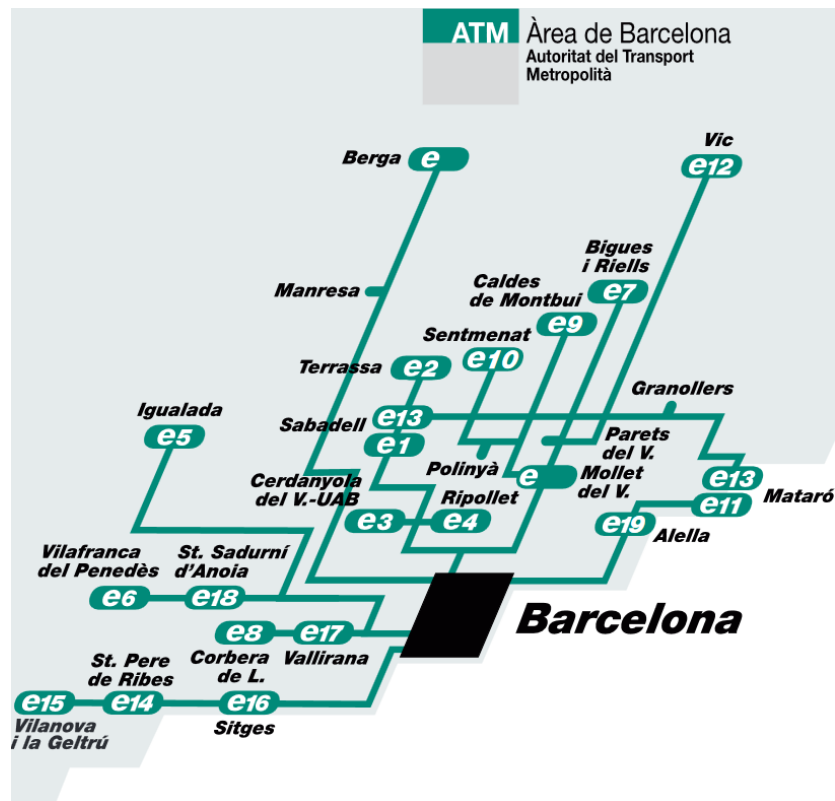 ATM
Àrea de Barcelona
Autoritat del Transport
Metropolità
Berga
e
Vic
e12
Bigues
i Riells
e7
Manresa
Caldes
de Montbui
e9
Sentmenat
e10
Terrassa
e2
Granollers
Igualada
e5
Sabadell
e13
e1
Parets
del V.
Polinyà
e
Mollet
del V.
e13
Mataró
Cerdanyola
del V.-UAB
Ripollet
e3
e4
e11
e19
Alella
Vilafranca
del Penedès
e6
St. Sadurní
d'Anoia
e18
Barcelona
e8
Corbera
de L.
e17
Vallirana
St. Pere
de Ribes
e15
e14
e16
Vilanova
i la Geltrú
Sitges